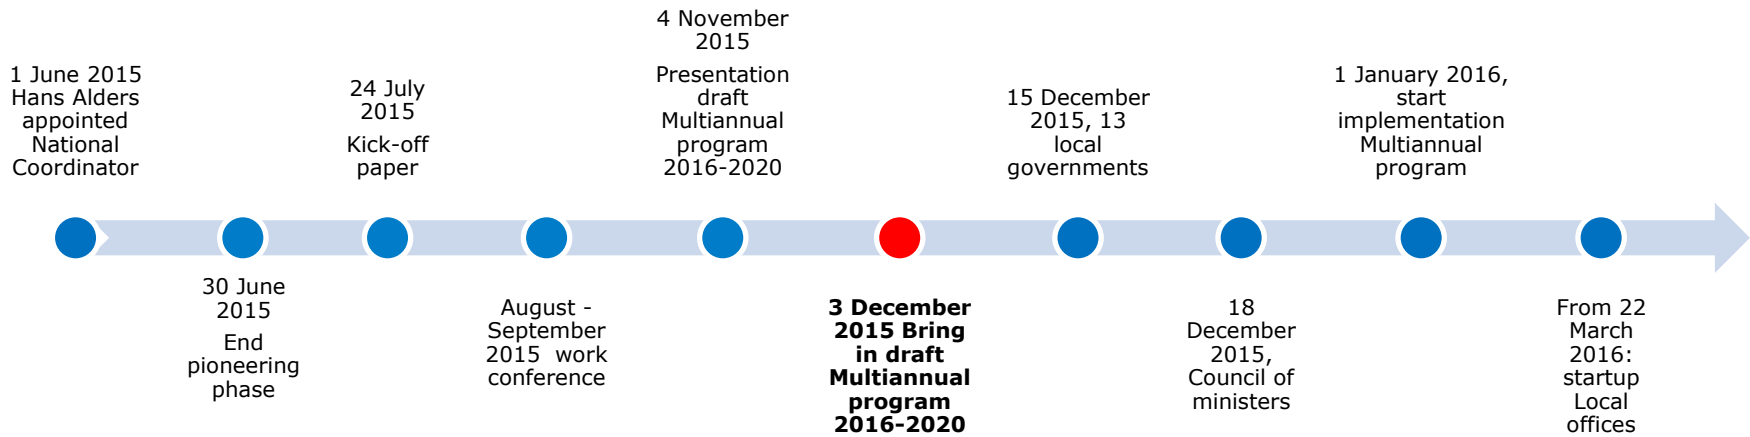 1 June 2015
Hans Alders
appointed
National
Coordinator
30 June
2015
End
pioneering
phase
24 July
2015
Kick-off
paper
August -
September
2015  work
conference
4 November
2015
Presentation
draft
Multiannual
program
2016-2020
3 December
2015 Bring
in draft
Multiannual
program
2016-2020
15 December
2015, 13
local
governments
18
December
2015,
Council of
ministers
1 January 2016,
start
implementation
Multiannual
program
From 22
March
2016:
startup
Local
offices